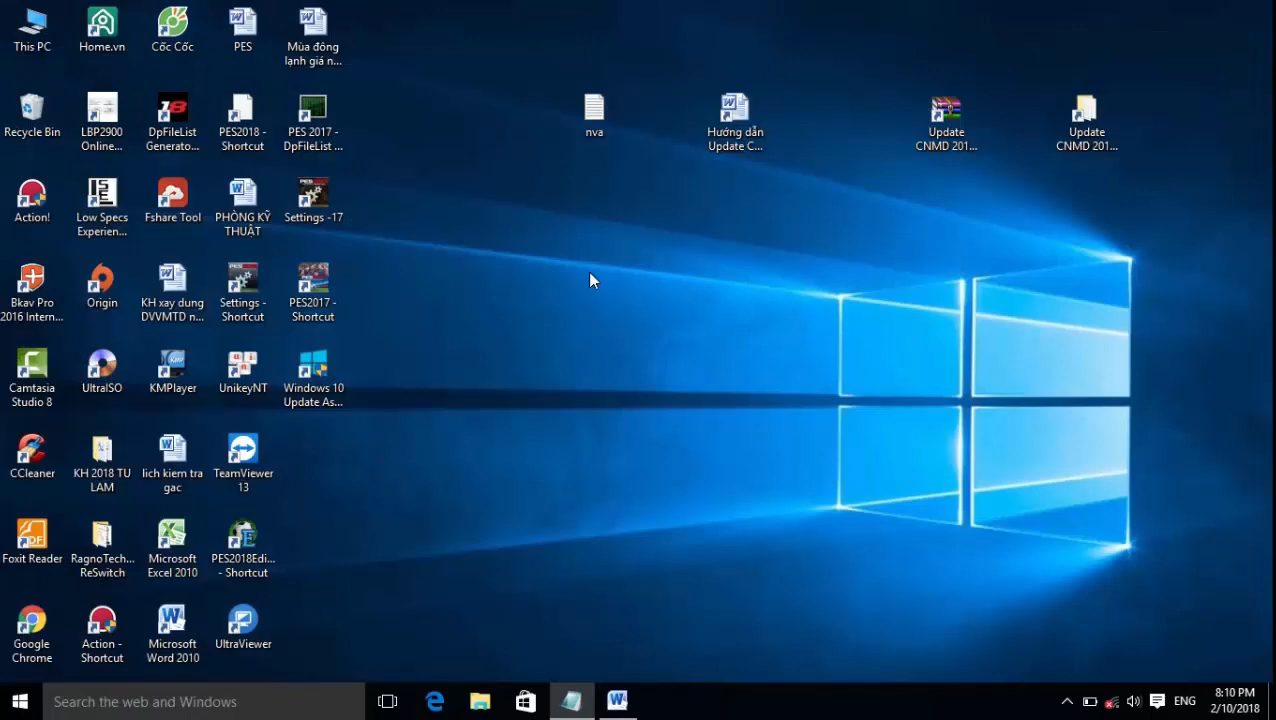 This PC
Home.vn
Cốc Cốc
PES
Mùa đông
lạnh giá n...
Recycle Bin
LBP2900
Online...
DpFileList
Generato...
PES2018 -
Shortcut
PES 2017 -
DpFileList ...
nva
Hướng dẫn
Update C...
Update
CNMD 201...
Update
CNMD 201...
Action!
Low Specs
Experien...
Fshare Tool
PHÒNG KỸ
THUẬT
Settings -17
Bkav Pro
2016 Intern...
Origin
KH xay dung
DVVMTD n...
Settings -
Shortcut
PES2017 -
Shortcut
Camtasia
Studio 8
UltraISO
KMPlayer
UnikeyNT
Windows 10
Update As...
CCleaner
KH 2018 TU
LAM
lich kiem tra
gac
TeamViewer
13
Foxit Reader
RagnoTech...
ReSwitch
Microsoft
Excel 2010
PES2018Edi...
- Shortcut
Google
Chrome
Action -
Shortcut
Microsoft
Word 2010
UltraViewer
Search the web and Windows
ENG
8:10 PM
2/10/2018